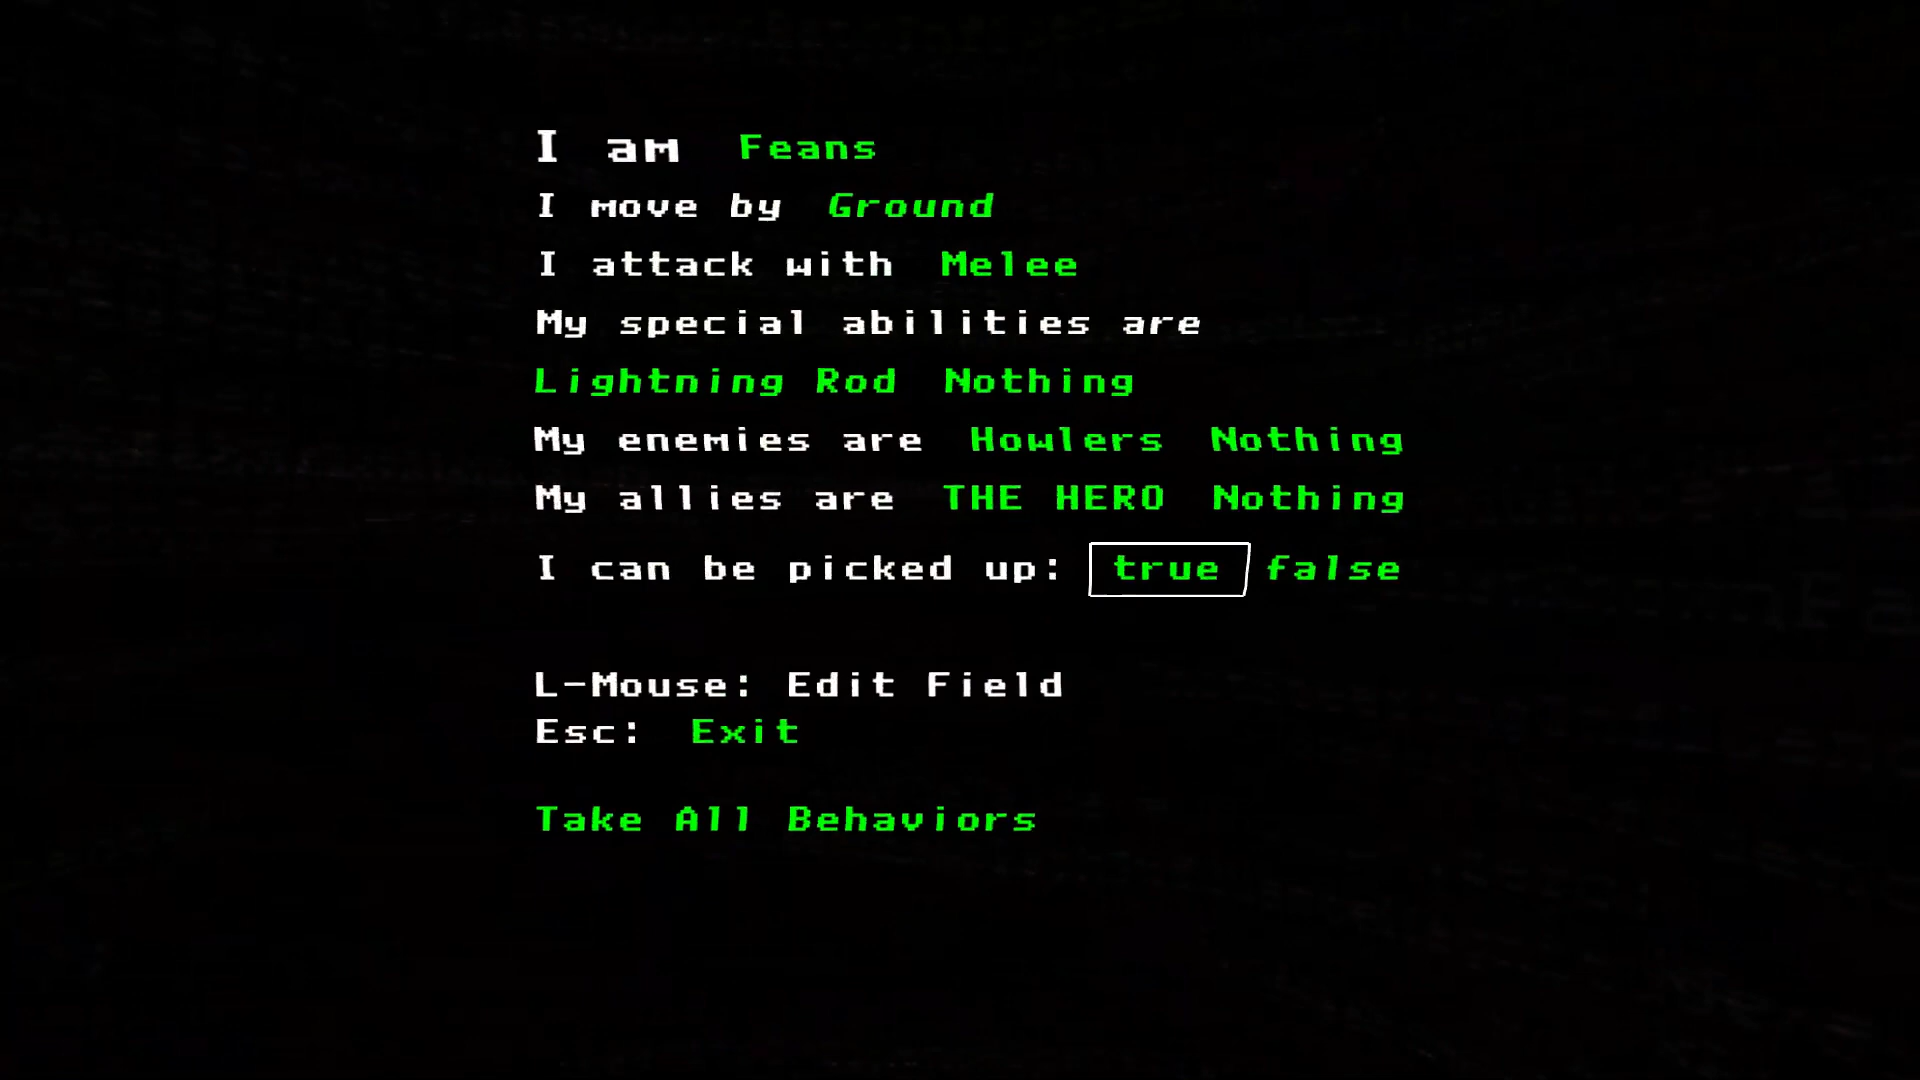 I am Feans
I move by Ground
I attack with Melee
My special abilities are
Lightning Rod Nothing
My enemies are Howlers Nothing
My allies are THE HERO Nothing
I can be picked up: true false
L-Mouse: Edit Field
Esc: Exit
Take All Behaviors